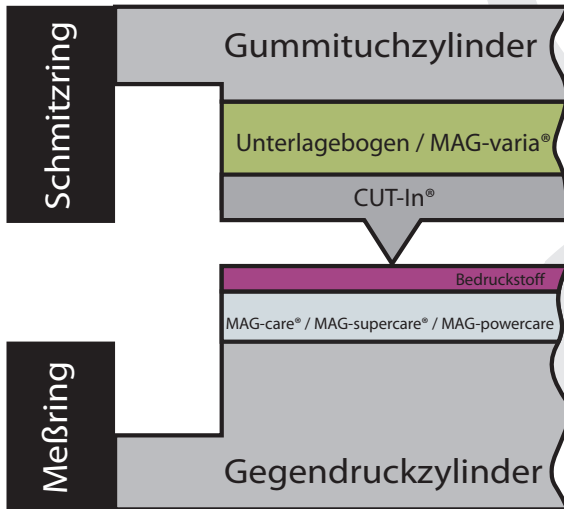 Schmitzring
Gummituchzylinder
Unterlagebogen / MAG-varia®
CUT-In®
Bedruckstoff
MAG-care® / MAG-supercare® / MAG-powercare
Meßring
Gegendruckzylinder